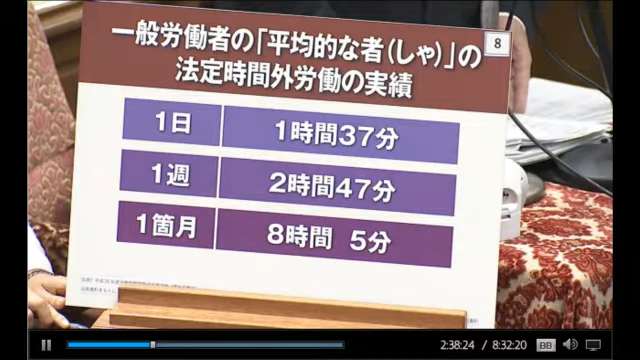 8
一般労働者の「平均的な者(しゃ)」の
法定時間外労働の実績
1日 1時間37分
1週 2時間47分
1箇月 8時間 5分
2:38:24 / 8:32:20 BB